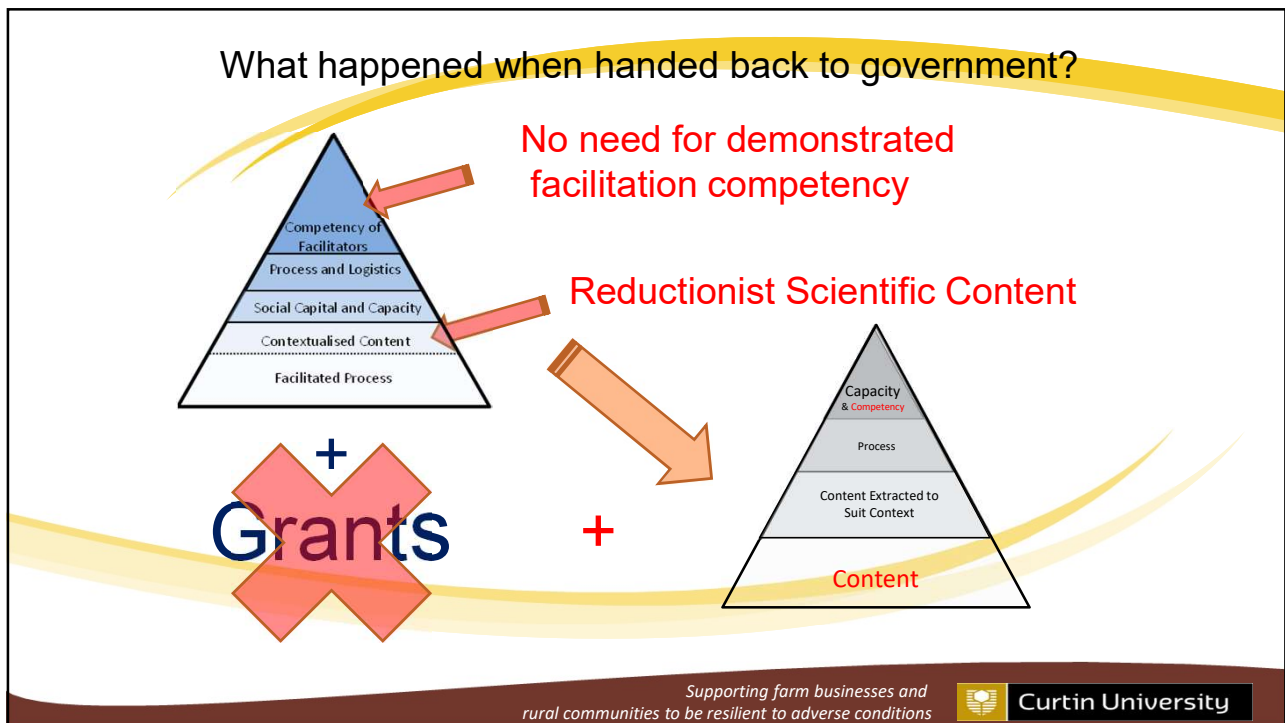 What happened when handed back to government?
No need for demonstrated
facilitation competency
Competency of
Facilitators
Process and Logistics
Social Capital and Capacity
Contextualised Content
Facilitated Process
Reductionist Scientific Content
+
Grants
+
Capacity
& Competency
Process
Content Extracted to
Suit Context
Content
Supporting farm businesses and
rural communities to be resilient to adverse conditions
Curtin University